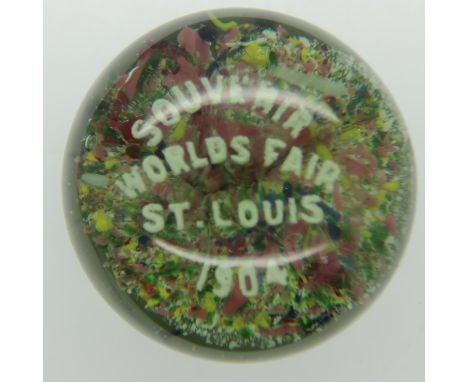 SOUVENIR
WORLDS FAIR
ST. LOUIS
1904